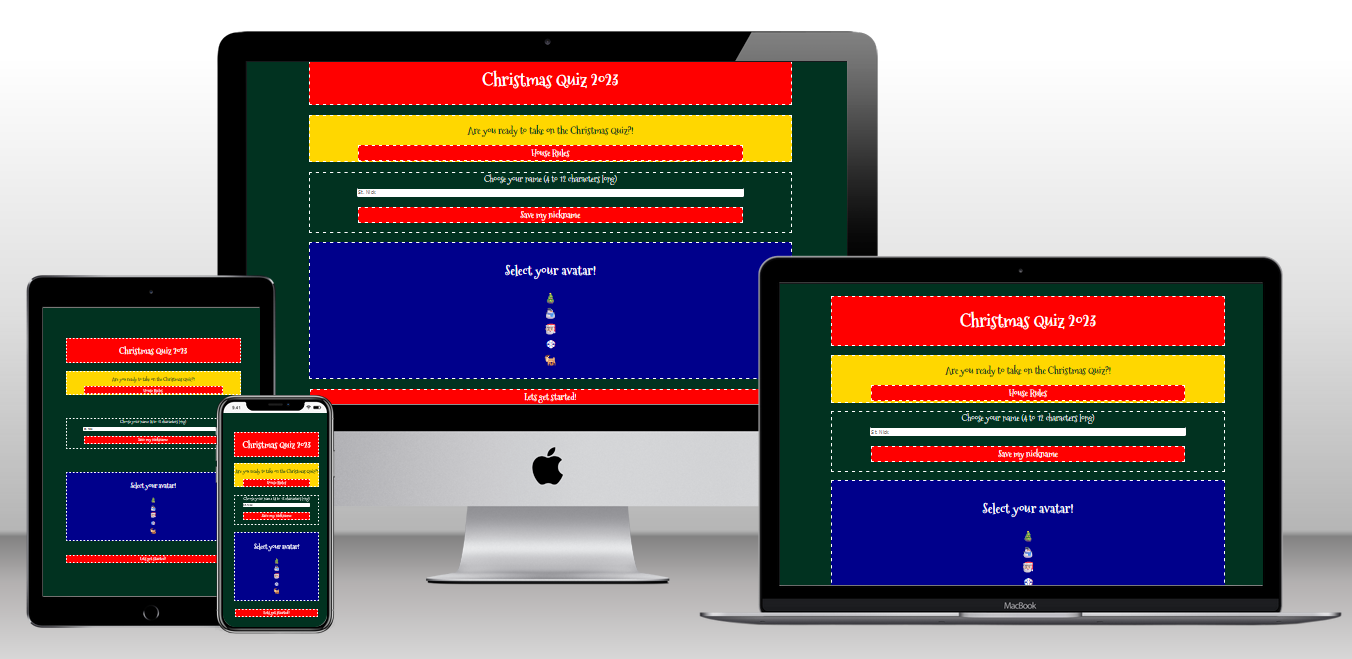 Christmas Quiz 2023
Are you ready to take on the Christmas Quiz?!
House Rules
Choose your name (4 to 12 characters long)
St. Nick
Save my nickname
Select your avatar!
Lets get started!
Christmas Quiz 2023
Are you ready to take on the Christmas Quiz?!
House Rules
Choose your name (4 to 12 characters long)
Save my nickname
Select your avatar!
Lets get started!
9:41
Christmas Quiz 2023
Are you ready to take on the Christmas Quiz?!
House Rules
Choose your name (4 to 12 characters long)
Save my nickname
Select your avatar!
Lets get started!
Christmas Quiz 2023
Are you ready to take on the Christmas Quiz?!
House Rules
Choose your name (4 to 12 characters long)
St. Nick
Save my nickname
Select your avatar!
MacBook